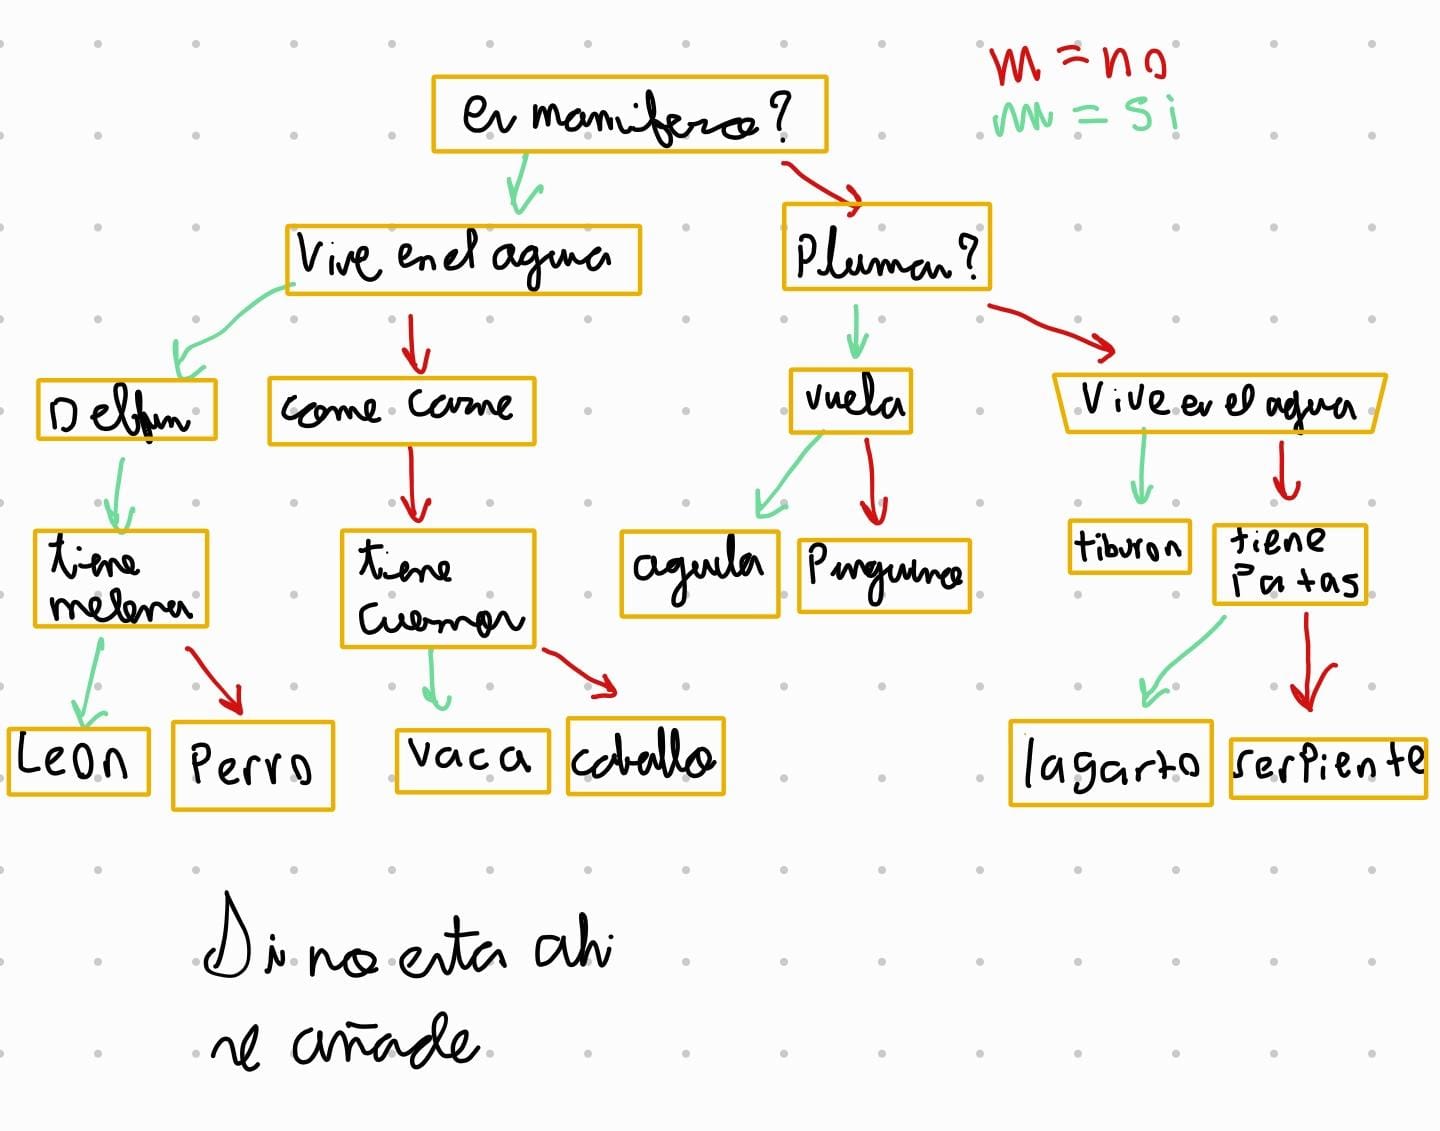 m = no
m = si
es mamifero?
Vive en el agua
Plumas?
Delfin
come carne
vuela
Vive en el agua
tiene
melena
tiene
cuernos
aguila
Pinguino
tiburon
tiene
Patas
Leon
Perro
vaca
caballo
lagarto
serpiente
Si no esta ahi
se añade